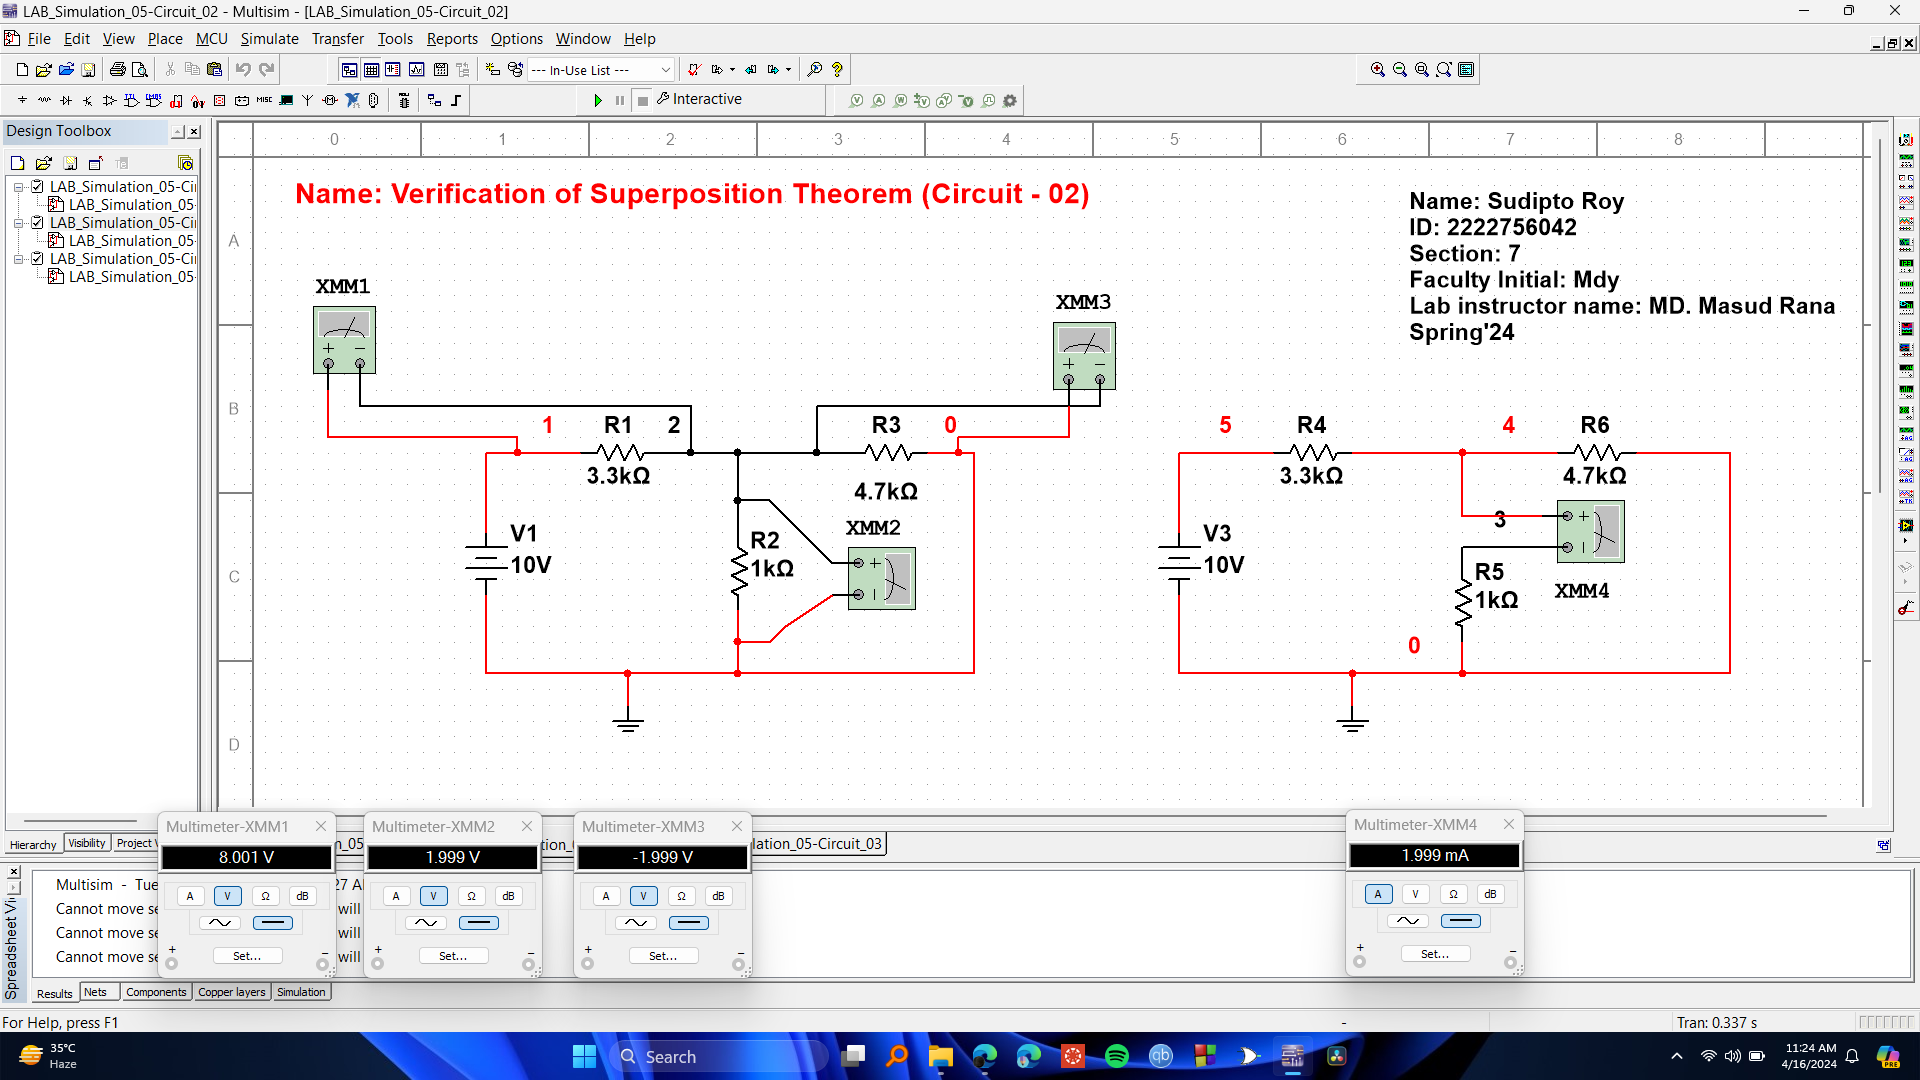 LAB_Simulation_05-Circuit_02 - Multisim - [LAB_Simulation_05-Circuit_02]
File Edit View Place MCU Simulate Transfer Tools Reports Options Window Help
--- In-Use List ---
Interactive
Design Toolbox
LAB_Simulation_05-Ci
LAB_Simulation_05-
LAB_Simulation_05-Ci
LAB_Simulation_05-
LAB_Simulation_05-Ci
LAB_Simulation_05-
0 1 2 3 4 5 6 7 8
A
B
C
D
Name: Verification of Superposition Theorem (Circuit - 02)
Name: Sudipto Roy
ID: 2222756042
Section: 7
Faculty Initial: Mdy
Lab instructor name: MD. Masud Rana
Spring'24
XMM1
XMM3
1 R1 2 R3 0 5 R4 4 R6
3.3kΩ 4.7kΩ 3.3kΩ 4.7kΩ
XMM2
V1
10V
R2
1kΩ
V3
10V
3
R5
1kΩ
XMM4
0
Hierarchy Visibility Project V
n_05 tion_ lation_05-Circuit_03
Multimeter-XMM1
8.001 V
A V Ω dB
+ Set... -
Multimeter-XMM2
1.999 V
A V Ω dB
+ Set... -
Multimeter-XMM3
-1.999 V
A V Ω dB
+ Set... -
Multimeter-XMM4
1.999 mA
A V Ω dB
+ Set... -
Spreadsheet Vi
Multisim - Tue 27 A
Cannot move se will
Cannot move se will
Cannot move se will
Results Nets Components Copper layers Simulation
For Help, press F1
-
Tran: 0.337 s
35°C
Haze
Search
11:24 AM
4/16/2024